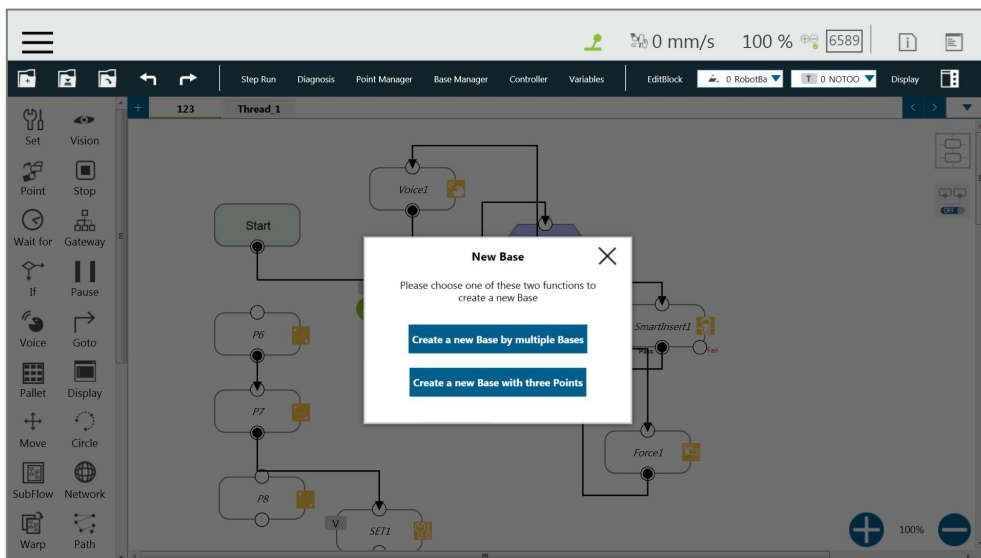 0 mm/s 100 % 6589
Step Run Diagnosis Point Manager Base Manager Controller Variables EditBlock 0 RobotBa T 0 NOTOO Display
123 Thread_1
Set Vision
Point Stop
Wait for Gateway
If Pause
Voice Goto
Pallet Display
Move Circle
SubFlow Network
Warp Path
Voice1
Start
New Base
Please choose one of these two functions to
create a new Base
Create a new Base by multiple Bases
Create a new Base with three Points
SmartInsert1
Pass Fail
P6
P7
Force1
P8
V
SET1
OFF
100%